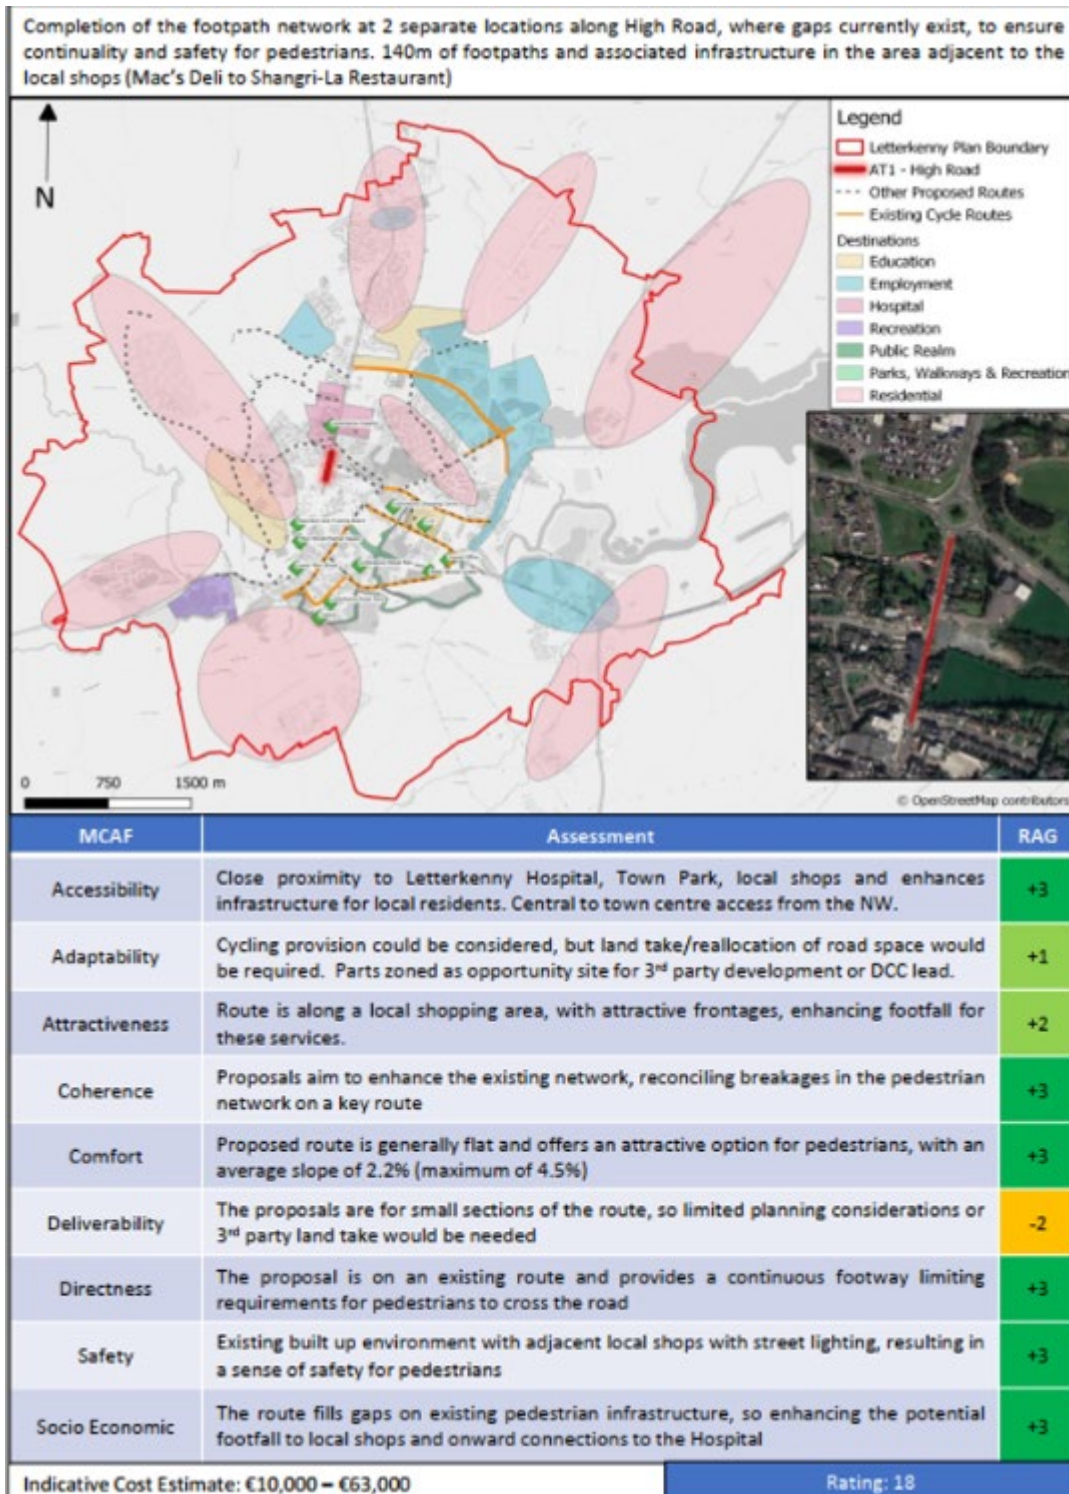 Completion of the footpath network at 2 separate locations along High Road, where gaps currently exist, to ensure
continuality and safety for pedestrians. 140m of footpaths and associated infrastructure in the area adjacent to the
local shops (Mac's Deli to Shangri-La Restaurant)
N
Legend
Letterkenny Plan Boundary
AT1 - High Road
Other Proposed Routes
Existing Cycle Routes
Destinations
Education
Employment
Hospital
Recreation
Public Realm
Parks, Walkways & Recreation
Residential
0 750 1500 m
© OpenStreetMap contributors
MCAF Assessment RAG
Accessibility
Close proximity to Letterkenny Hospital, Town Park, local shops and enhances
infrastructure for local residents. Central to town centre access from the NW.
+3
Adaptability
Cycling provision could be considered, but land take/reallocation of road space would
be required. Parts zoned as opportunity site for 3rd party development or DCC lead.
+1
Attractiveness
Route is along a local shopping area, with attractive frontages, enhancing footfall for
these services.
+2
Coherence
Proposals aim to enhance the existing network, reconciling breakages in the pedestrian
network on a key route
+3
Comfort
Proposed route is generally flat and offers an attractive option for pedestrians, with an
average slope of 2.2% (maximum of 4.5%)
+3
Deliverability
The proposals are for small sections of the route, so limited planning considerations or
3rd party land take would be needed
-2
Directness
The proposal is on an existing route and provides a continuous footway limiting
requirements for pedestrians to cross the road
+3
Safety
Existing built up environment with adjacent local shops with street lighting, resulting in
a sense of safety for pedestrians
+3
Socio Economic
The route fills gaps on existing pedestrian infrastructure, so enhancing the potential
footfall to local shops and onward connections to the Hospital
+3
Indicative Cost Estimate: €10,000 – €63,000
Rating: 18